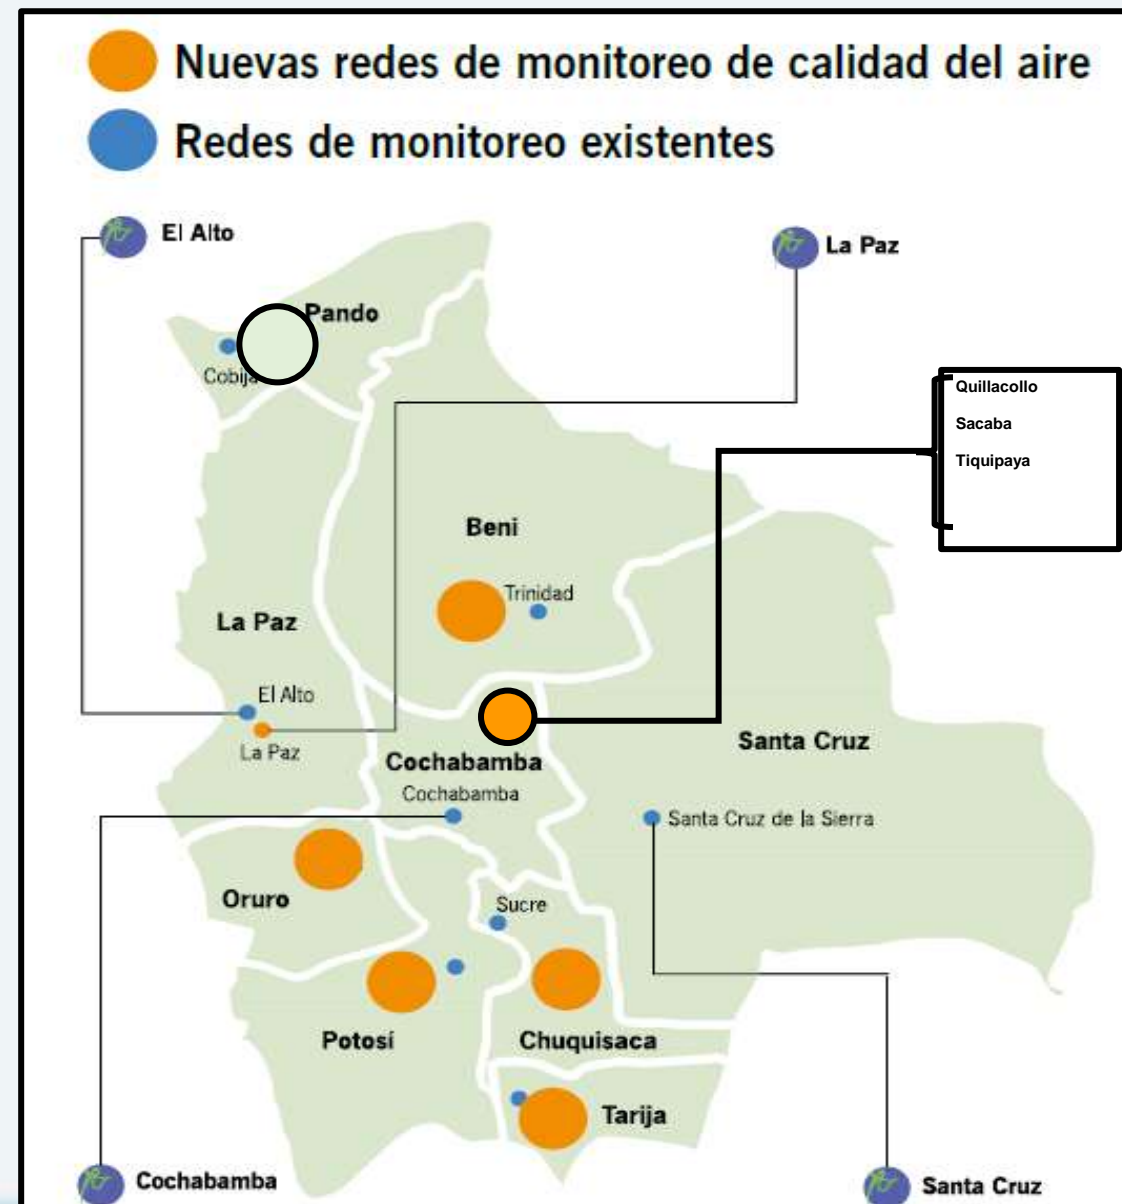 Nuevas redes de monitoreo de calidad del aire
Redes de monitoreo existentes
El Alto
La Paz
Pando
Cobija
Quillacollo
Sacaba
Tiquipaya
Beni
Trinidad
La Paz
El Alto
La Paz
Santa Cruz
Cochabamba
Cochabamba
Santa Cruz de la Sierra
Oruro
Sucre
Potosí
Chuquisaca
Tarija
Cochabamba
Santa Cruz